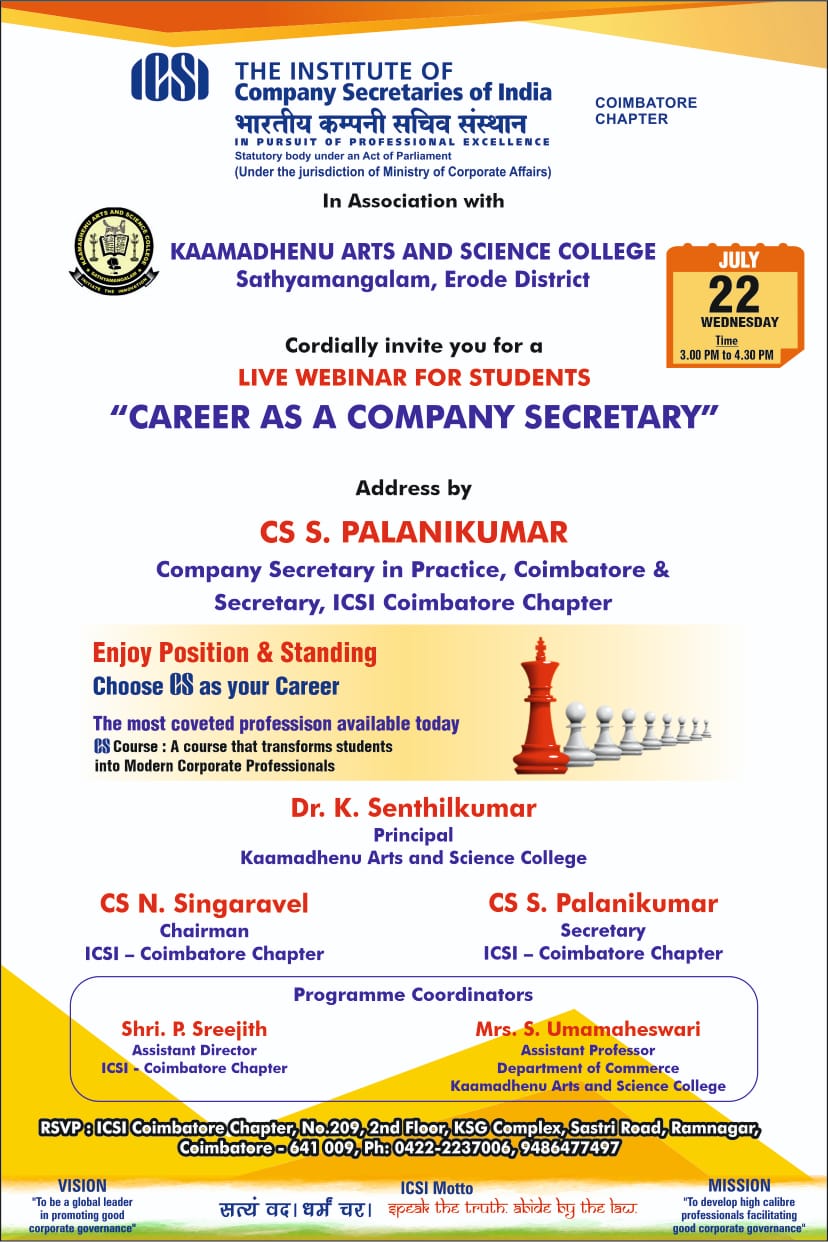 ICSI
THE INSTITUTE OF
Company Secretaries of India
भारतीय कम्पनी सचिव संस्थान
IN PURSUIT OF PROFESSIONAL EXCELLENCE
Statutory body under an Act of Parliament
(Under the jurisdiction of Ministry of Corporate Affairs)
COIMBATORE
CHAPTER
In Association with
KAAMADHENU ARTS AND SCIENCE COLLEGE
SATHYAMANGALAM
INITIATE THE INNOVATION
KAAMADHENU ARTS AND SCIENCE COLLEGE
Sathyamangalam, Erode District
JULY
22
WEDNESDAY
Time
3.00 PM to 4.30 PM
Cordially invite you for a
LIVE WEBINAR FOR STUDENTS
“CAREER AS A COMPANY SECRETARY”
Address by
CS S. PALANIKUMAR
Company Secretary in Practice, Coimbatore &
Secretary, ICSI Coimbatore Chapter
Enjoy Position & Standing
Choose CS as your Career
The most coveted professison available today
CS Course : A course that transforms students
into Modern Corporate Professionals
Dr. K. Senthilkumar
Principal
Kaamadhenu Arts and Science College
CS N. Singaravel
Chairman
ICSI – Coimbatore Chapter
CS S. Palanikumar
Secretary
ICSI – Coimbatore Chapter
Programme Coordinators
Shri. P. Sreejith
Assistant Director
ICSI - Coimbatore Chapter
Mrs. S. Umamaheswari
Assistant Professor
Department of Commerce
Kaamadhenu Arts and Science College
RSVP : ICSI Coimbatore Chapter, No.209, 2nd Floor, KSG Complex, Sastri Road, Ramnagar,
Coimbatore - 641 009, Ph: 0422-2237006, 9486477497
VISION
"To be a global leader
in promoting good
corporate governance"
ICSI Motto
सत्यं वद। धर्मं चर। speak the truth. abide by the law.
MISSION
"To develop high calibre
professionals facilitating
good corporate governance"